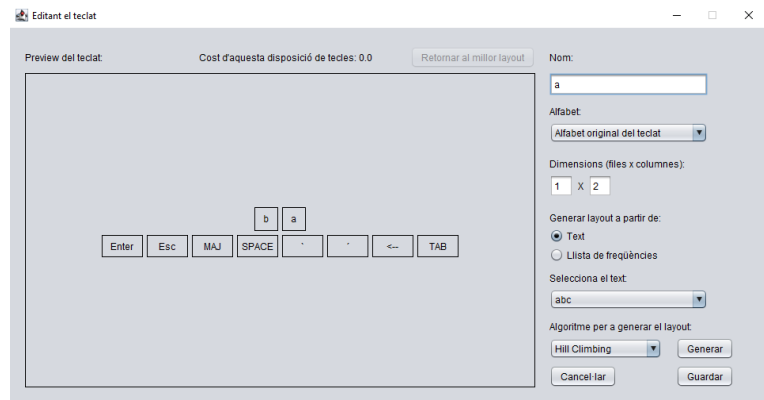 Editant el teclat
Preview del teclat:
Cost d'aquesta disposició de tecles: 0.0
Retornar al millor layout
b a
Enter Esc MAJ SPACE ` ´ <-- TAB
Nom:
a
Alfabet:
Alfabet original del teclat
Dimensions (files x columnes):
1 X 2
Generar layout a partir de:
Text
Llista de freqüències
Selecciona el text:
abc
Algoritme per a generar el layout:
Hill Climbing Generar
Cancel·lar Guardar